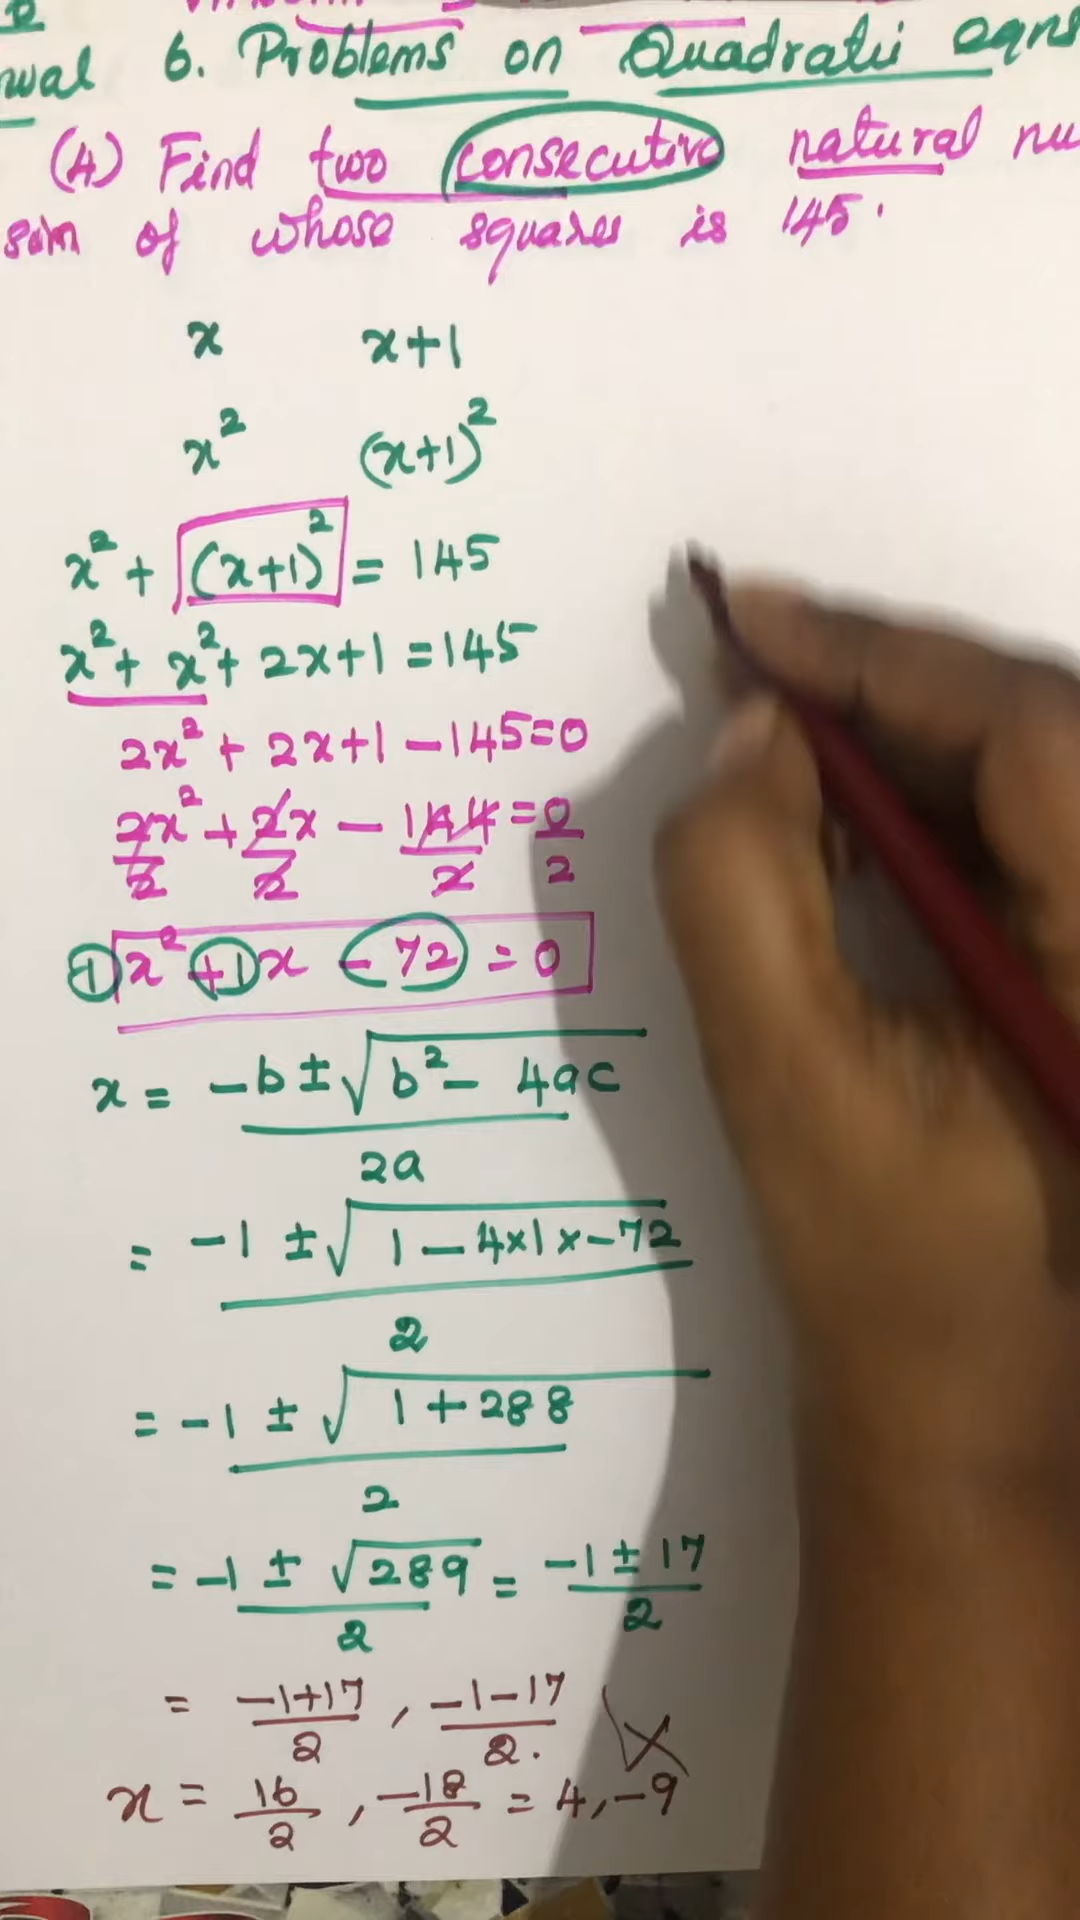 6. Problems on Quadratic eqns
(4) Find two consecutive natural nu
sum of whose squares is 145.
x x+1
x² (x+1)²
x² + (x+1)² = 145
x² + x² + 2x+1 = 145
2x² + 2x+1 - 145=0
2x²/2 + 2x/2 - 144/2 = 0/2
1 x² +1 x - 72 = 0
x = -b ± √b² - 4ac / 2a
= -1 ± √1 - 4×1×-72 / 2
= -1 ± √1+288 / 2
= -1 ± √289 / 2 = -1 ± 17 / 2
= -1+17/2 , -1-17/2.
x = 16/2 , -18/2 = 4, -9